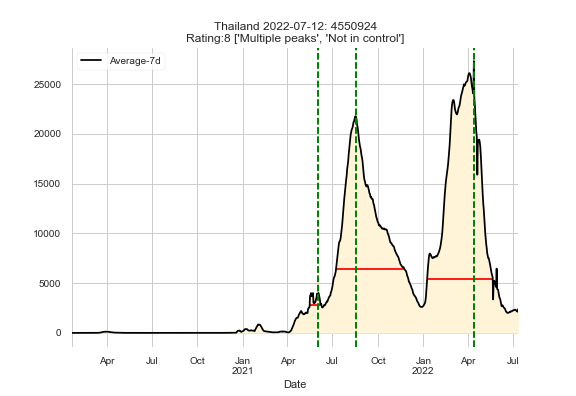 Thailand 2022-07-12: 4550924
Rating:8 ['Multiple peaks', 'Not in control']
Average-7d
25000
20000
15000
10000
5000
0
Apr Jul Oct Jan Apr Jul Oct Jan Apr Jul
2021 2022
Date